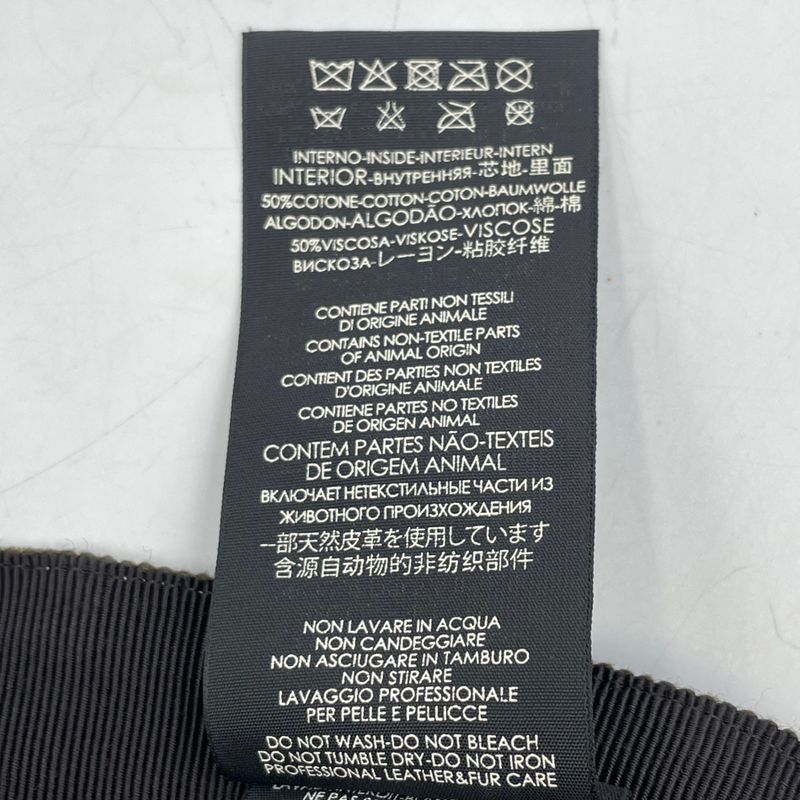 INTERNO-INSIDE-INTERIEUR-INTERN
INTERIOR-ВНУТРЕННЯЯ-芯地-里面
50%COTONE-COTTON-COTON-BAUMWOLLE
ALGODON-ALGODÃO-ХЛОПОК-綿-棉
50%VISCOSA-VISKOSE-VISCOSE
ВИСКОЗА-レーヨン-粘胶纤维
CONTIENE PARTI NON TESSILI
DI ORIGINE ANIMALE
CONTAINS NON-TEXTILE PARTS
OF ANIMAL ORIGIN
CONTIENT DES PARTIES NON TEXTILES
D'ORIGINE ANIMALE
CONTIENE PARTES NO TEXTILES
DE ORIGEN ANIMAL
CONTEM PARTES NÃO-TEXTEIS
DE ORIGEM ANIMAL
ВКЛЮЧАЕТ НЕТЕКСТИЛЬНЫЕ ЧАСТИ ИЗ
ЖИВОТНОГО ПРОИЗХОЖДЕНИЯ
一部天然皮革を使用しています
含源自动物的非纺织部件
NON LAVARE IN ACQUA
NON CANDEGGIARE
NON ASCIUGARE IN TAMBURO
NON STIRARE
LAVAGGIO PROFESSIONALE
PER PELLE E PELLICCE
DO NOT WASH-DO NOT BLEACH
DO NOT TUMBLE DRY-DO NOT IRON
PROFESSIONAL LEATHER&FUR CARE
NE PAS